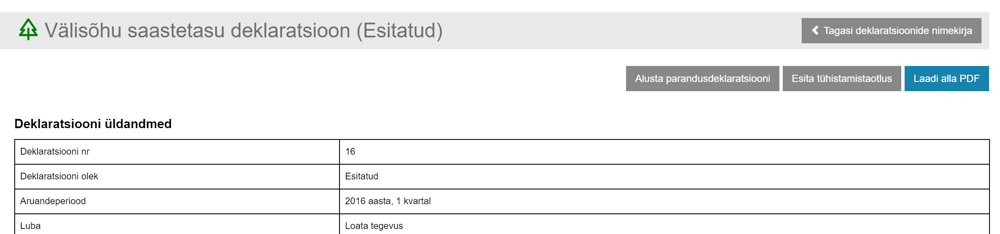 Välisõhu saastetasu deklaratsioon (Esitatud)
Tagasi deklaratsioonide nimekirja
Alusta parandusdeklaratsiooni
Esita tühistamistaotlus
Laadi alla PDF
Deklaratsiooni üldandmed
Deklaratsiooni nr 16
Deklaratsiooni olek Esitatud
Aruandeperiood 2016 aasta, 1 kvartal
Luba Loata tegevus